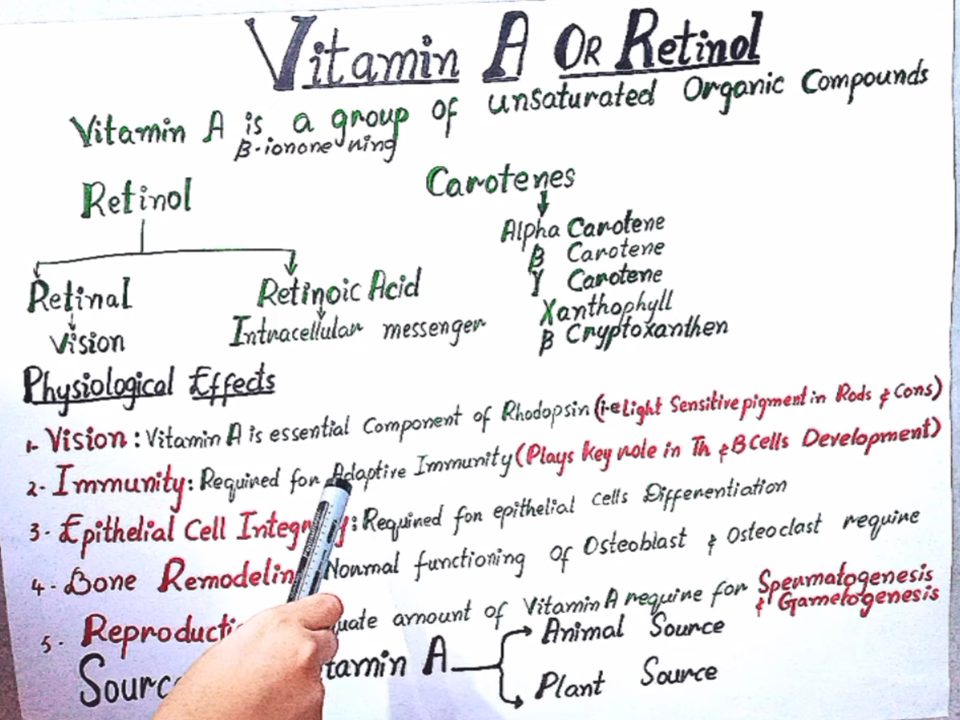 Vitamin A OR Retinol
Vitamin A is a group of unsaturated Organic Compounds
β-ionone ring
Retinol
Carotenes
Alpha Carotene
β Carotene
γ Carotene
Xanthophyll
β Cryptoxanthen
Retinal
Retinoic Acid
Vision
Intracellular messenger
Physiological Effects
1- Vision: Vitamin A is essential Component of Rhodopsin (i-e Light Sensitive pigment in Rods & Cons)
2- Immunity: Required for Adaptive Immunity (Plays key role in Th & B Cells Development)
3- Epithelial Cell Integr y: Required for epithelial cells Differentiation
4- Bone Remodelin Normal functioning of Osteoblast & Osteoclast require
5- Reproducti quate amount of Vitamin A require for Spermatogenesis
& Gametogenesis
Sourc tamin A
Animal Source
Plant Source